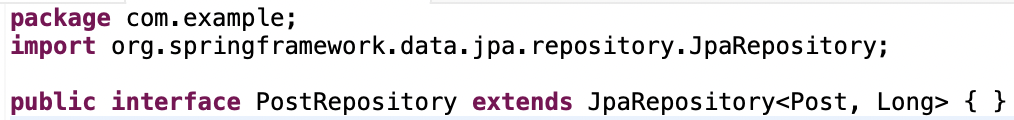 package com.example;
import org.springframework.data.jpa.repository.JpaRepository;
public interface PostRepository extends JpaRepository<Post, Long> { }